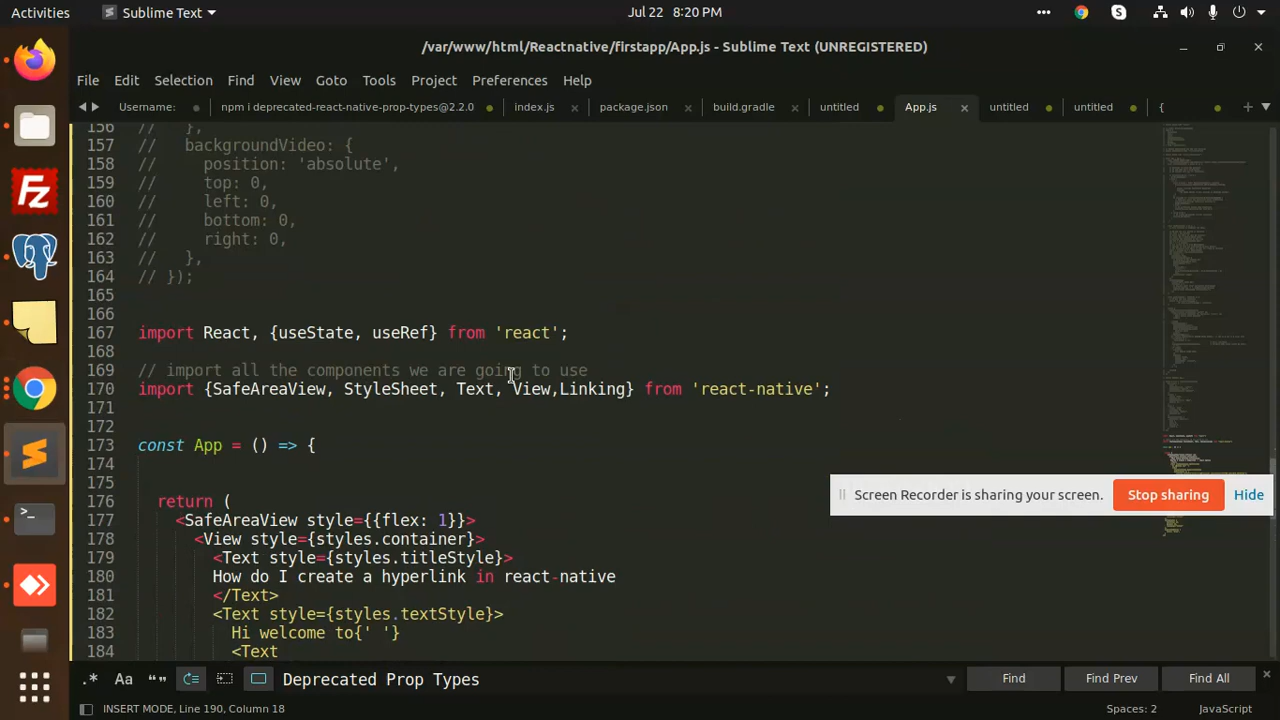 Activities Sublime Text Jul 22 8:20 PM
/var/www/html/Reactnative/firstapp/App.js - Sublime Text (UNREGISTERED)
File Edit Selection Find View Goto Tools Project Preferences Help
Username: npm i deprecated-react-native-prop-types@2.2.0 index.js package.json build.gradle untitled App.js untitled untitled {
156 // },
157 // backgroundVideo: {
158 // position: 'absolute',
159 // top: 0,
160 // left: 0,
161 // bottom: 0,
162 // right: 0,
163 // },
164 // });
165
166
167 import React, {useState, useRef} from 'react';
168
169 // import all the components we are going to use
170 import {SafeAreaView, StyleSheet, Text, View,Linking} from 'react-native';
171
172
173 const App = () => {
174
175
176 return (
177 <SafeAreaView style={{flex: 1}}>
178 <View style={styles.container}>
179 <Text style={styles.titleStyle}>
180 How do I create a hyperlink in react-native
181 </Text>
182 <Text style={styles.textStyle}>
183 Hi welcome to{' '}
184 <Text
Screen Recorder is sharing your screen. Stop sharing Hide
.* Aa “” Deprecated Prop Types Find Find Prev Find All
INSERT MODE, Line 190, Column 18 Spaces: 2 JavaScript